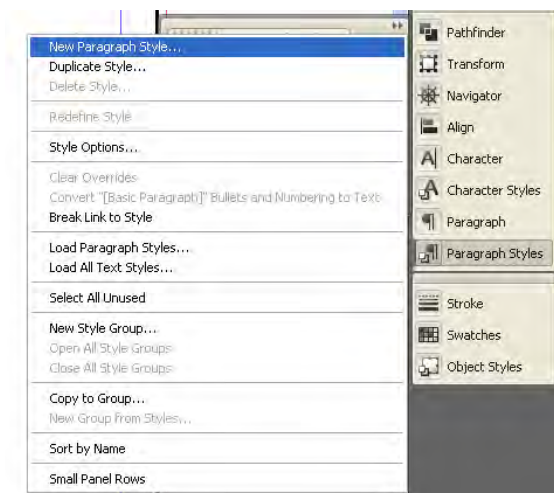 New Paragraph Style...
Duplicate Style...
Delete Style...
Redefine Style
Style Options...
Clear Overrides
Convert "[Basic Paragraph]" Bullets and Numbering to Text
Break Link to Style
Load Paragraph Styles...
Load All Text Styles...
Select All Unused
New Style Group...
Open All Style Groups
Close All Style Groups
Copy to Group...
New Group from Styles...
Sort by Name
Small Panel Rows
Pathfinder
Transform
Navigator
Align
Character
Character Styles
Paragraph
Paragraph Styles
Stroke
Swatches
Object Styles